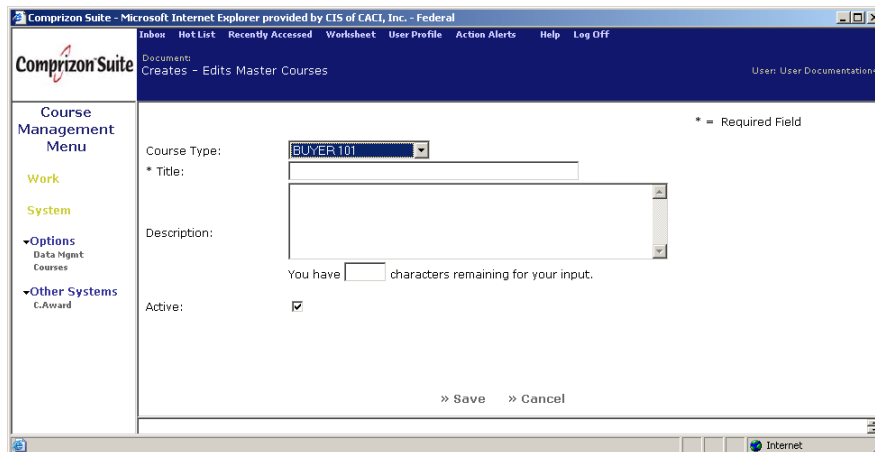 Comprizon Suite - Microsoft Internet Explorer provided by CIS of CACI, Inc. - Federal
Inbox Hot List Recently Accessed Worksheet User Profile Action Alerts Help Log Off
Comprizon Suite
Document:
Creates - Edits Master Courses
User: User Documentation
Course
Management
Menu
* = Required Field
Course Type: BUYER 101
* Title:
Work
System
Description:
Options
Data Mgmt
Courses
You have characters remaining for your input.
Other Systems
C.Award
Active:
» Save » Cancel
Internet